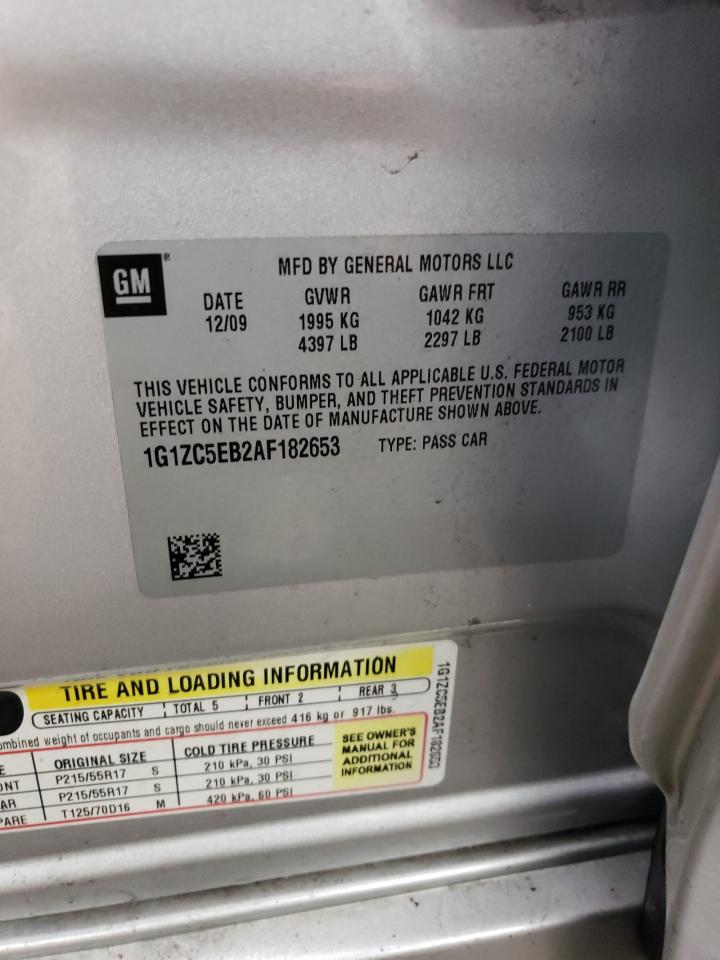 GM®
MFD BY GENERAL MOTORS LLC
DATE GVWR GAWR FRT GAWR RR
12/09 1995 KG 1042 KG 953 KG
4397 LB 2297 LB 2100 LB
THIS VEHICLE CONFORMS TO ALL APPLICABLE U.S. FEDERAL MOTOR
VEHICLE SAFETY, BUMPER, AND THEFT PREVENTION STANDARDS IN
EFFECT ON THE DATE OF MANUFACTURE SHOWN ABOVE.
1G1ZC5EB2AF182653 TYPE: PASS CAR
TIRE AND LOADING INFORMATION
SEATING CAPACITY TOTAL 5 FRONT 2 REAR 3
ombined weight of occupants and cargo should never exceed 416 kg or 917 lbs.
E ORIGINAL SIZE COLD TIRE PRESSURE
ONT P215/55R17 S 210 kPa, 30 PSI
AR P215/55R17 S 210 kPa, 30 PSI
PARE T125/70D16 M 420 kPa, 60 PSI
SEE OWNER'S
MANUAL FOR
ADDITIONAL
INFORMATION
1G1ZC5EB2AF182653